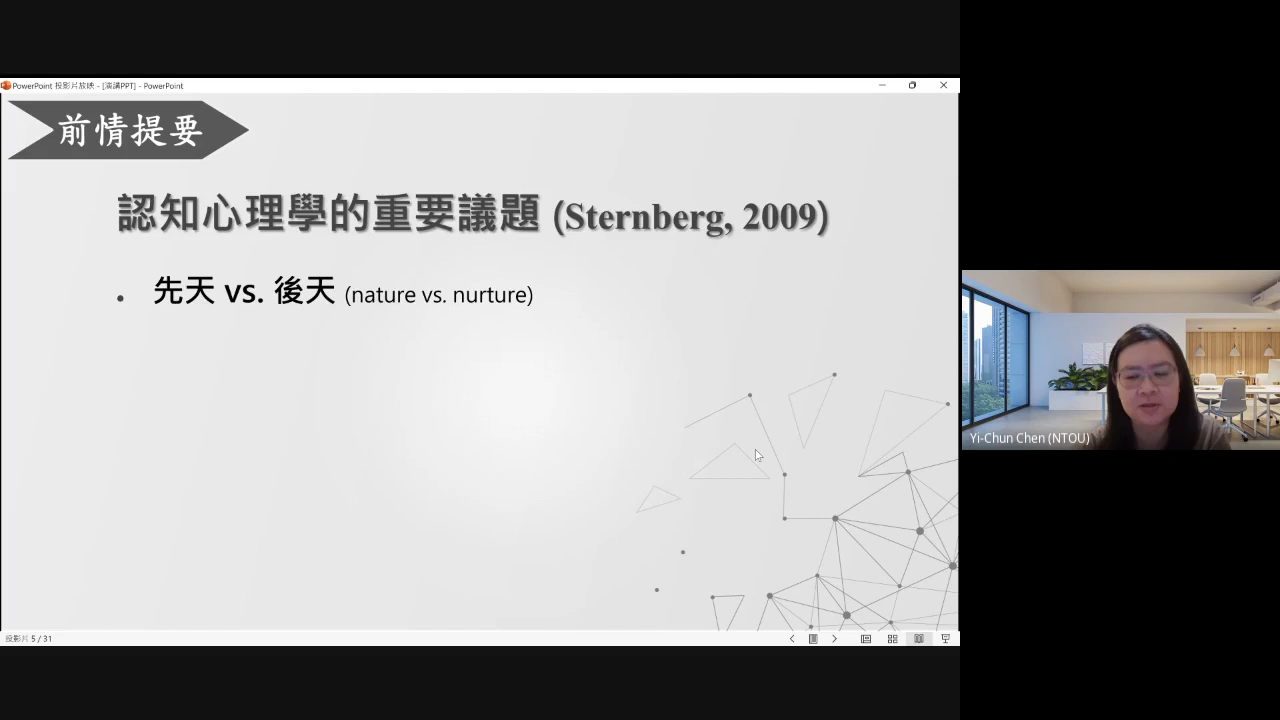 PowerPoint 投影片放映 - [演講PPT] - PowerPoint
前情提要
認知心理學的重要議題 (Sternberg, 2009)
• 先天 vs. 後天 (nature vs. nurture)
Yi-Chun Chen (NTOU)
投影片 5 / 31